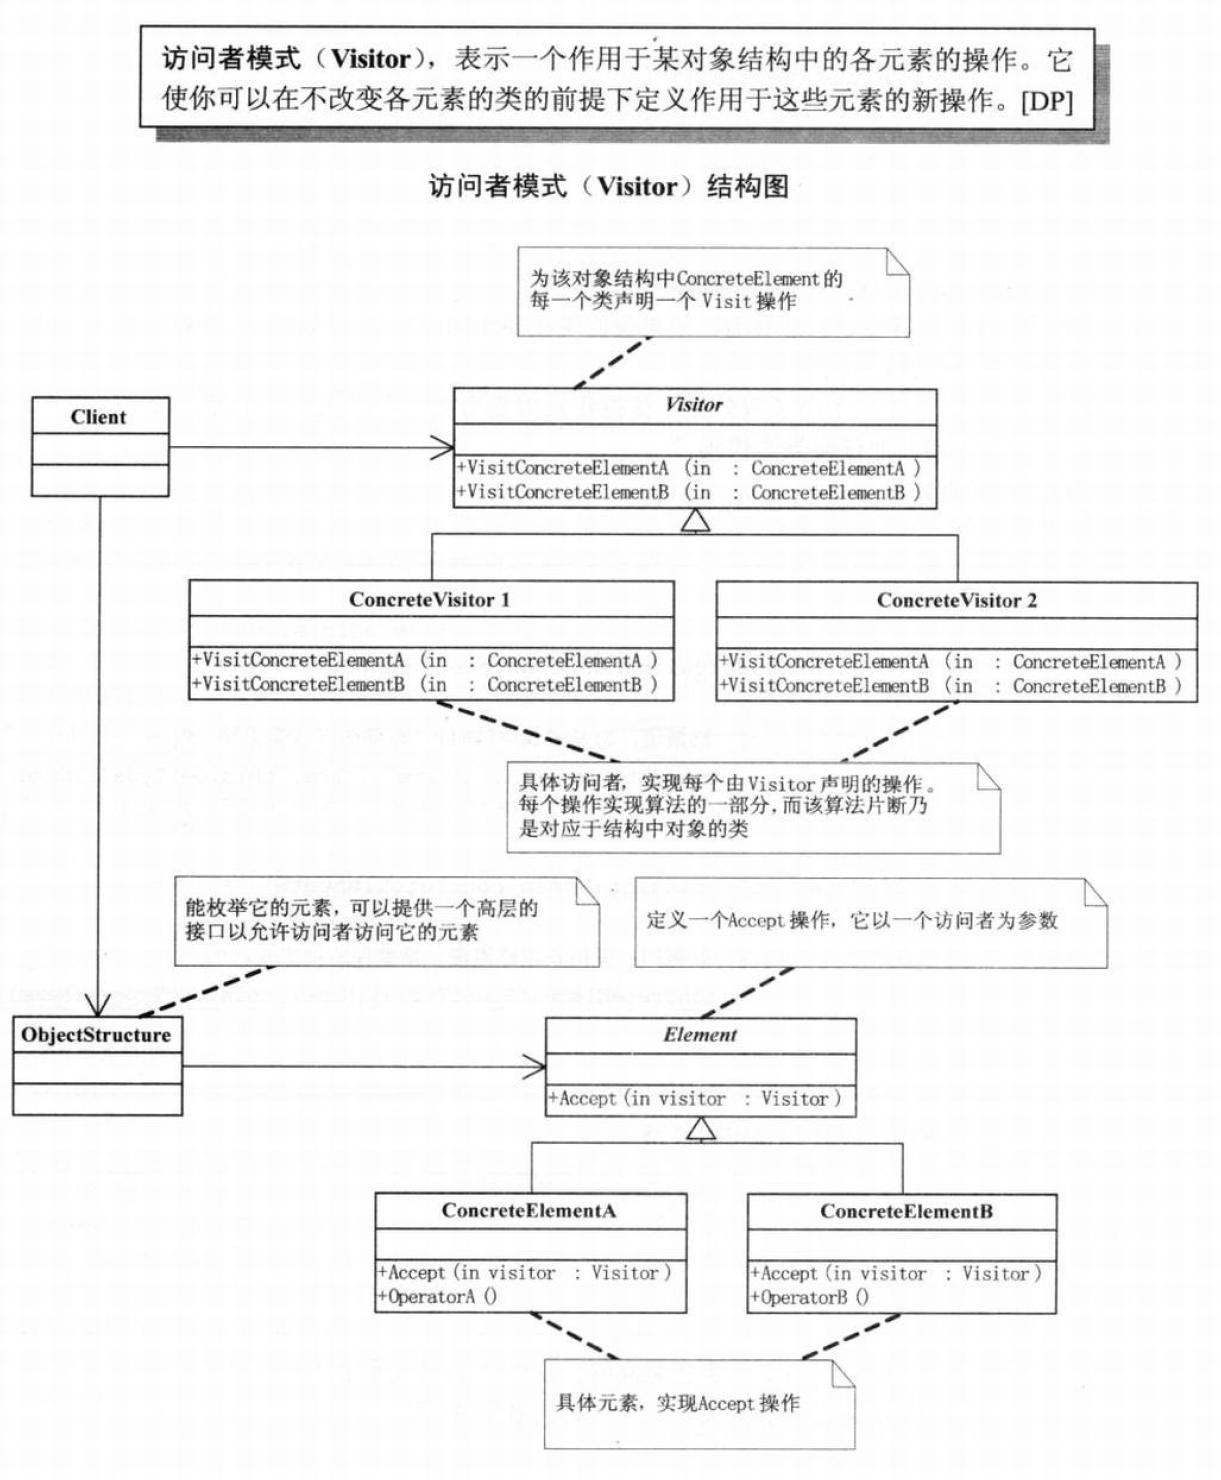 访问者模式（Visitor），表示一个作用于某对象结构中的各元素的操作。它
使你可以在不改变各元素的类的前提下定义作用于这些元素的新操作。[DP]
访问者模式（Visitor）结构图
为该对象结构中ConcreteElement的
每一个类声明一个 Visit 操作
Client
Visitor
+VisitConcreteElementA (in : ConcreteElementA )
+VisitConcreteElementB (in : ConcreteElementB )
ConcreteVisitor 1
+VisitConcreteElementA (in : ConcreteElementA )
+VisitConcreteElementB (in : ConcreteElementB )
ConcreteVisitor 2
+VisitConcreteElementA (in : ConcreteElementA )
+VisitConcreteElementB (in : ConcreteElementB )
具体访问者，实现每个由Visitor声明的操作。
每个操作实现算法的一部分，而该算法片断乃
是对应于结构中对象的类
能枚举它的元素，可以提供一个高层的
接口以允许访问者访问它的元素
定义一个Accept 操作，它以一个访问者为参数
ObjectStructure
Element
+Accept (in visitor : Visitor )
ConcreteElementA
+Accept (in visitor : Visitor )
+OperatorA ()
ConcreteElementB
+Accept (in visitor : Visitor )
+OperatorB ()
具体元素，实现Accept 操作